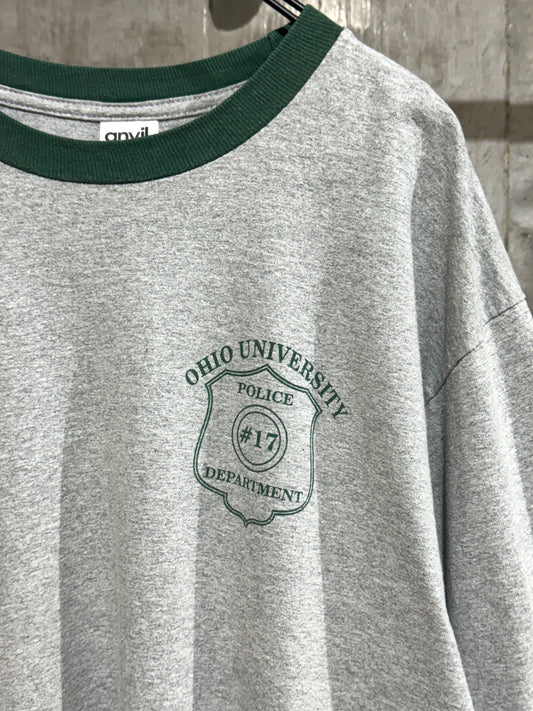 anvil
OHIO UNIVERSITY
POLICE
#17
DEPARTMENT